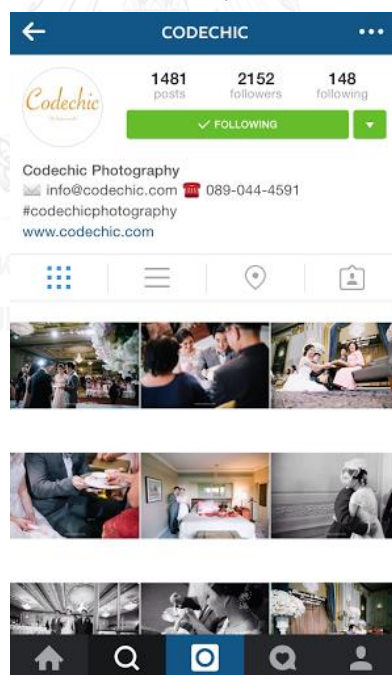 CODECHIC
Codechic
1481 2152 148
posts followers following
FOLLOWING
Codechic Photography
info@codechic.com 089-044-4591
#codechicphotography
www.codechic.com